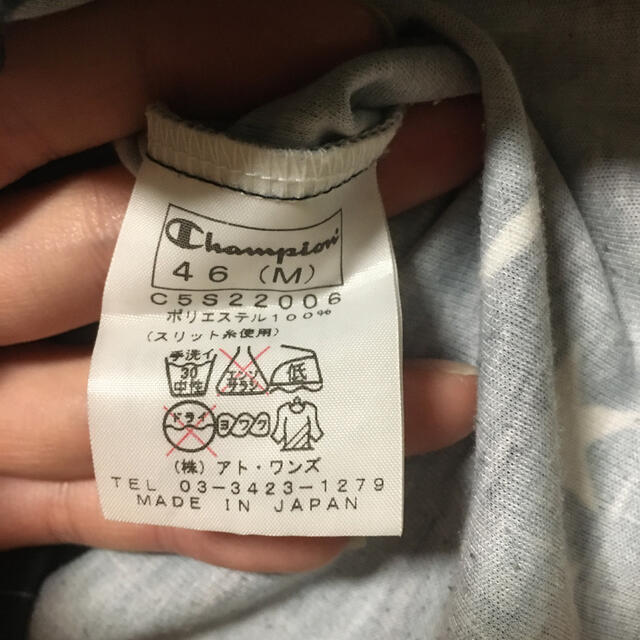 Champion
46 (M)
C5S22006
ポリエステル100%
(スリット糸使用)
手洗イ
30
中性
エンソ
サラシ
低
ドライ
ヨワク
(株) アト・ワンズ
TEL 03-3423-1279
MADE IN JAPAN